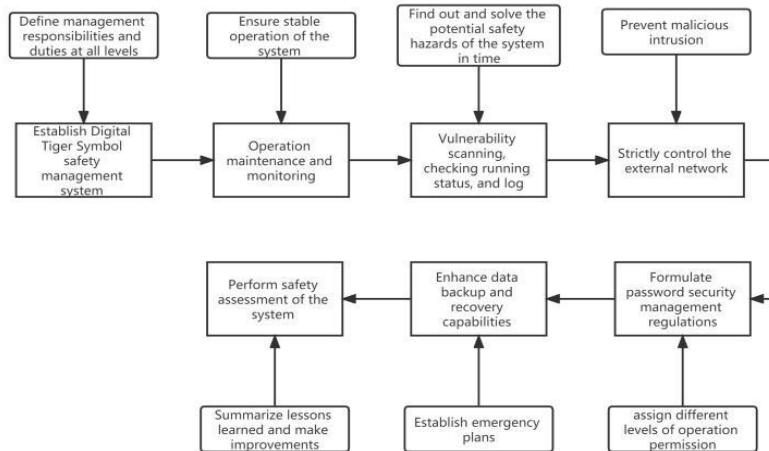 Define management
responsibilities and
duties at all levels
Ensure stable
operation of the
system
Find out and solve the
potential safety
hazards of the system
in time
Prevent malicious
intrusion
Establish Digital
Tiger Symbol
safety
management
system
Operation
maintenance and
monitoring
Vulnerability
scanning,
checking running
status, and log
Strictly control the
external network
Perform safety
assessment of the
system
Enhance data
backup and
recovery
capabilities
Formulate
password security
management
regulations
Summarize lessons
learned and make
improvements
Establish emergency
plans
assign different
levels of operation
permission